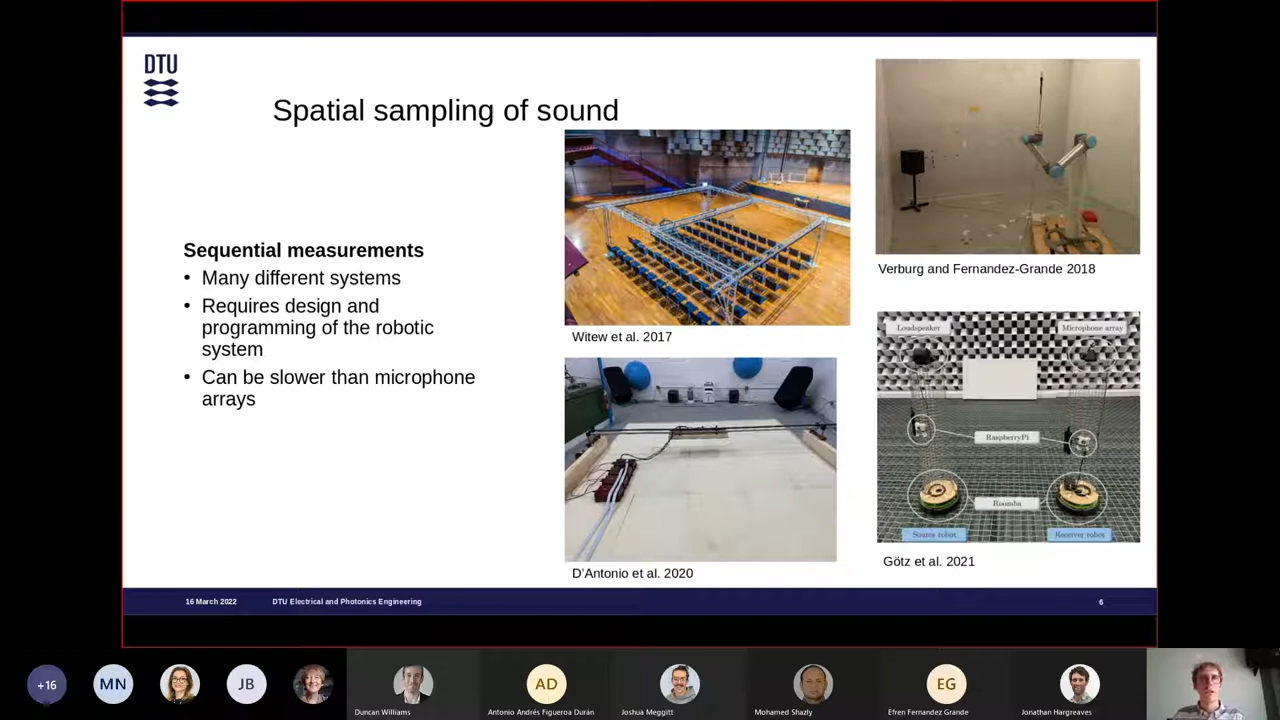 DTU
Spatial sampling of sound
Sequential measurements
• Many different systems
• Requires design and
programming of the robotic
system
• Can be slower than microphone
arrays
Witew et al. 2017
D'Antonio et al. 2020
Verburg and Fernandez-Grande 2018
Loudspeaker
Microphone array
RaspberryPi
Roomba
Source robot
Receiver robot
Götz et al. 2021
16 March 2022
DTU Electrical and Photonics Engineering
6
+16
MN
JB
AD
EG
Duncan Williams
Antonio Andrés Figueroa Durán
Joshua Meggitt
Mohamed Shazly
Efren Fernandez Grande
Jonathan Hargreaves